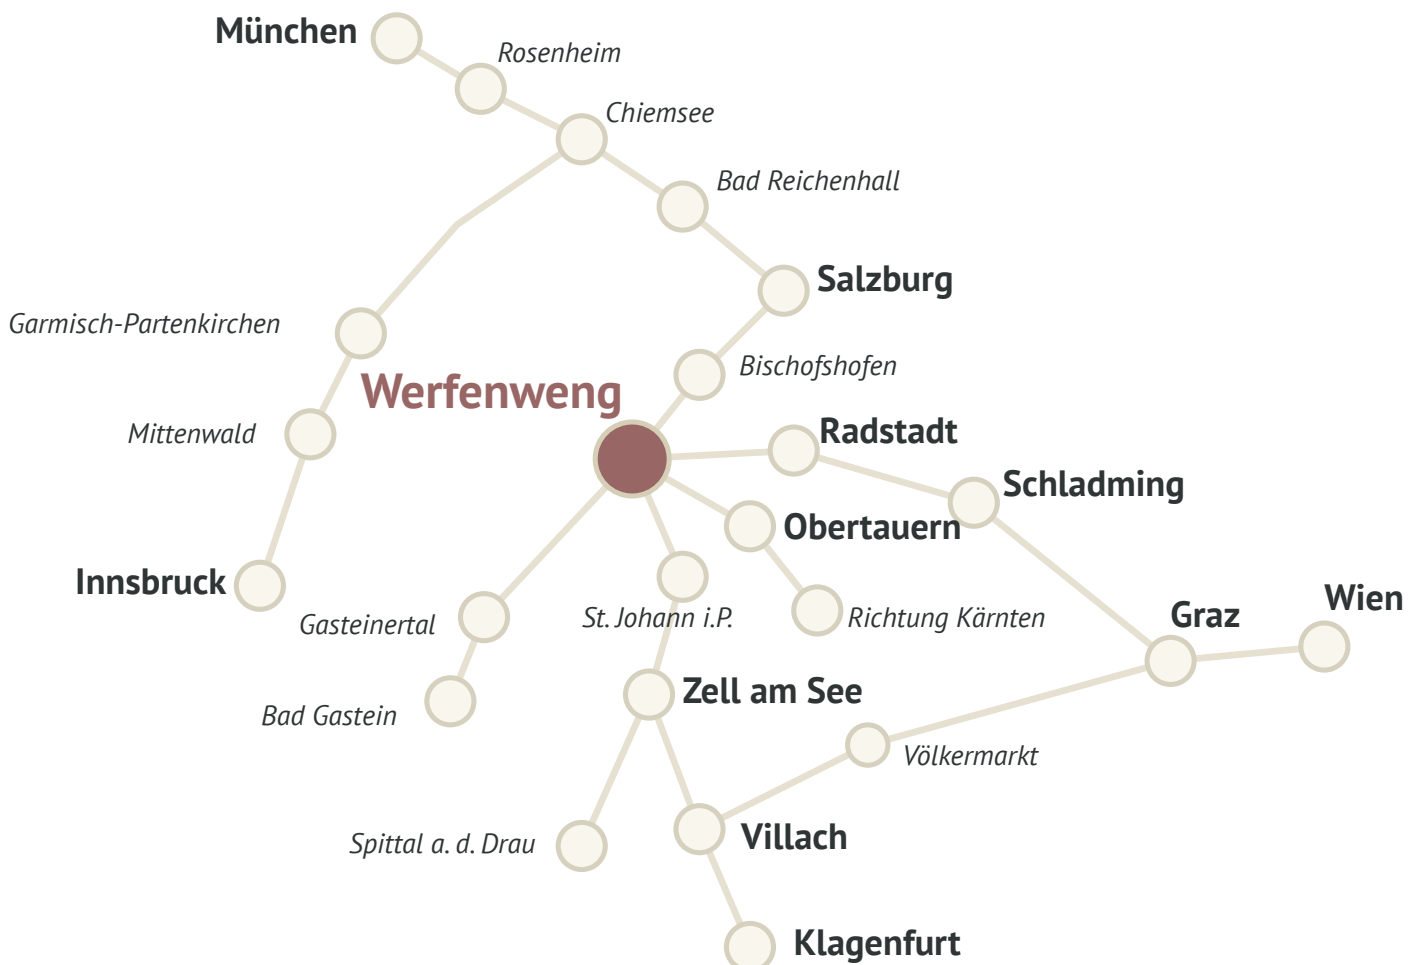 München
Rosenheim
Chiemsee
Bad Reichenhall
Salzburg
Garmisch-Partenkirchen
Bischofshofen
Werfenweng
Mittenwald
Radstadt
Schladming
Obertauern
Innsbruck
Wien
Gasteinertal
St. Johann i.P.
Richtung Kärnten
Graz
Zell am See
Bad Gastein
Völkermarkt
Spittal a. d. Drau
Villach
Klagenfurt